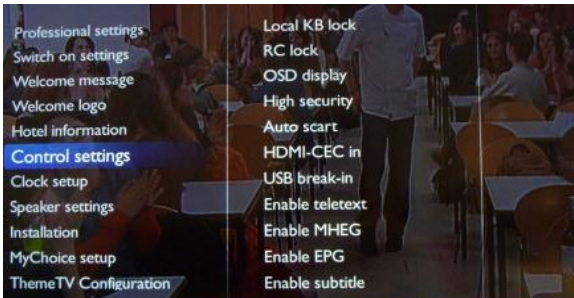 Professional settings
Switch on settings
Welcome message
Welcome logo
Hotel information
Control settings
Clock setup
Speaker settings
Installation
MyChoice setup
ThemeTV Configuration
Local KB lock
RC lock
OSD display
High security
Auto scart
HDMI-CEC in
USB break-in
Enable teletext
Enable MHEG
Enable EPG
Enable subtitle